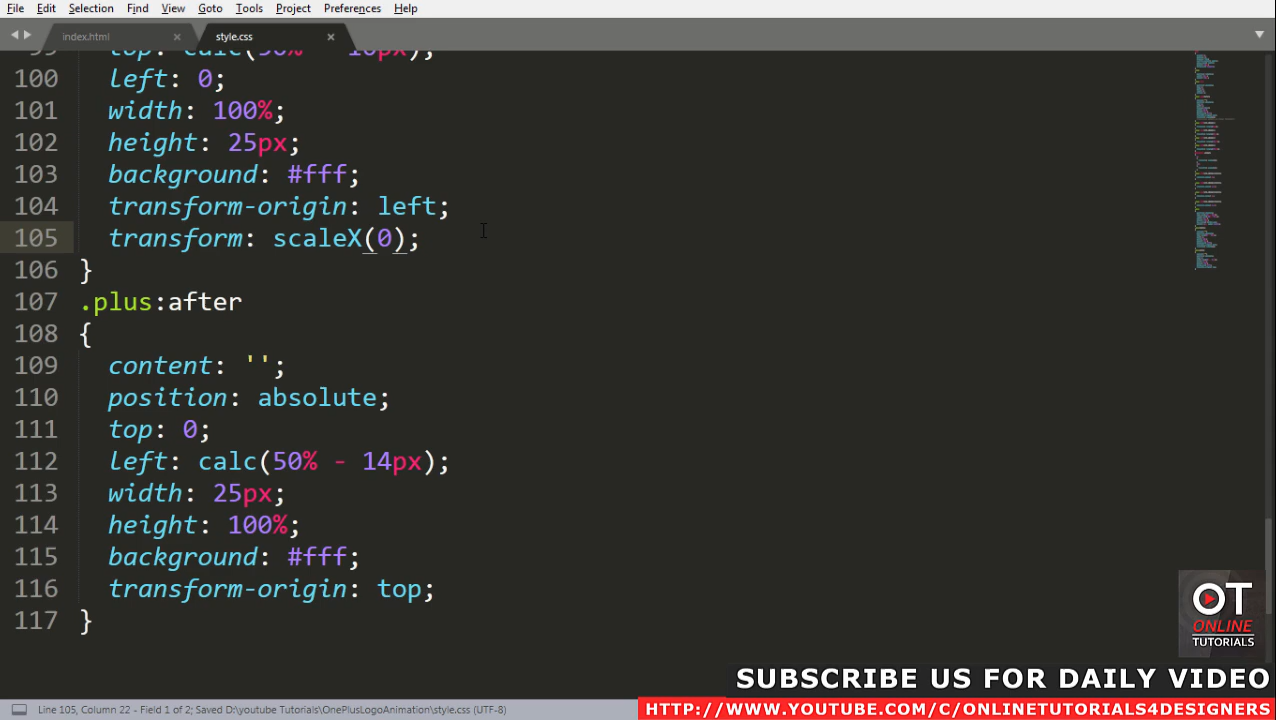 File Edit Selection Find View Goto Tools Project Preferences Help
index.html × style.css ×
100 left: 0;
101 width: 100%;
102 height: 25px;
103 background: #fff;
104 transform-origin: left;
105 transform: scaleX(0);
106 }
107 .plus:after
108 {
109 content: '';
110 position: absolute;
111 top: 0;
112 left: calc(50% - 14px);
113 width: 25px;
114 height: 100%;
115 background: #fff;
116 transform-origin: top;
117 }
OT
ONLINE
TUTORIALS
SUBSCRIBE US FOR DAILY VIDEO
Line 105, Column 22 - Field 1 of 2; Saved D:\youtube Tutorials\OnePlusLogoAnimation\style.css (UTF-8)
HTTP://WWW.YOUTUBE.COM/C/ONLINETUTORIALS4DESIGNERS